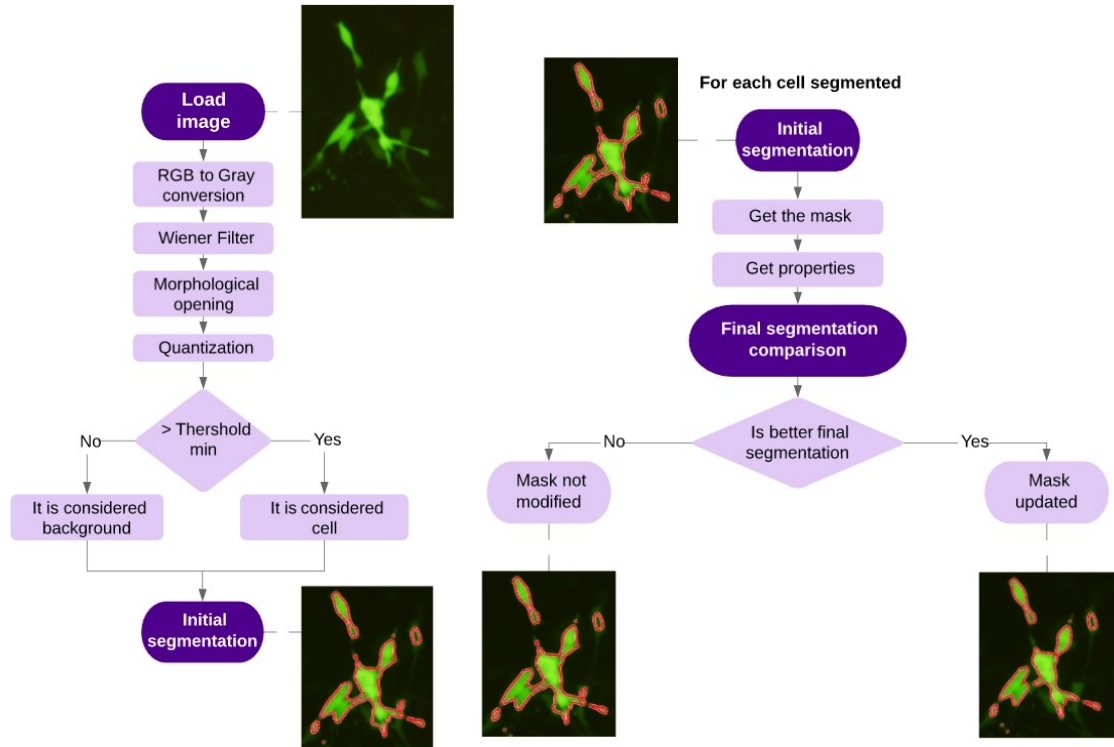 Load
image
RGB to Gray
conversion
Wiener Filter
Morphological
opening
Quantization
> Thershold
min
No
Yes
It is considered
background
It is considered
cell
Initial
segmentation
For each cell segmented
Initial
segmentation
Get the mask
Get properties
Final segmentation
comparison
Is better final
segmentation
No
Yes
Mask not
modified
Mask
updated